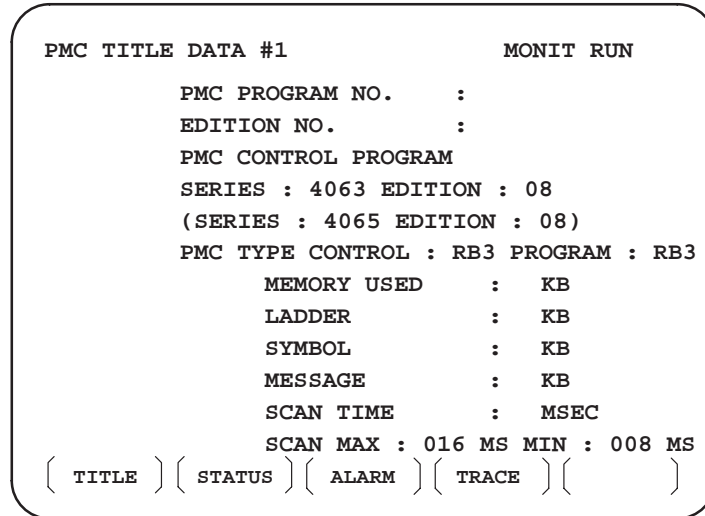 PMC TITLE DATA #1 MONIT RUN
PMC PROGRAM NO. :
EDITION NO. :
PMC CONTROL PROGRAM
SERIES : 4063 EDITION : 08
(SERIES : 4065 EDITION : 08)
PMC TYPE CONTROL : RB3 PROGRAM : RB3
MEMORY USED : KB
LADDER : KB
SYMBOL : KB
MESSAGE : KB
SCAN TIME : MSEC
SCAN MAX : 016 MS MIN : 008 MS
TITLE STATUS ALARM TRACE